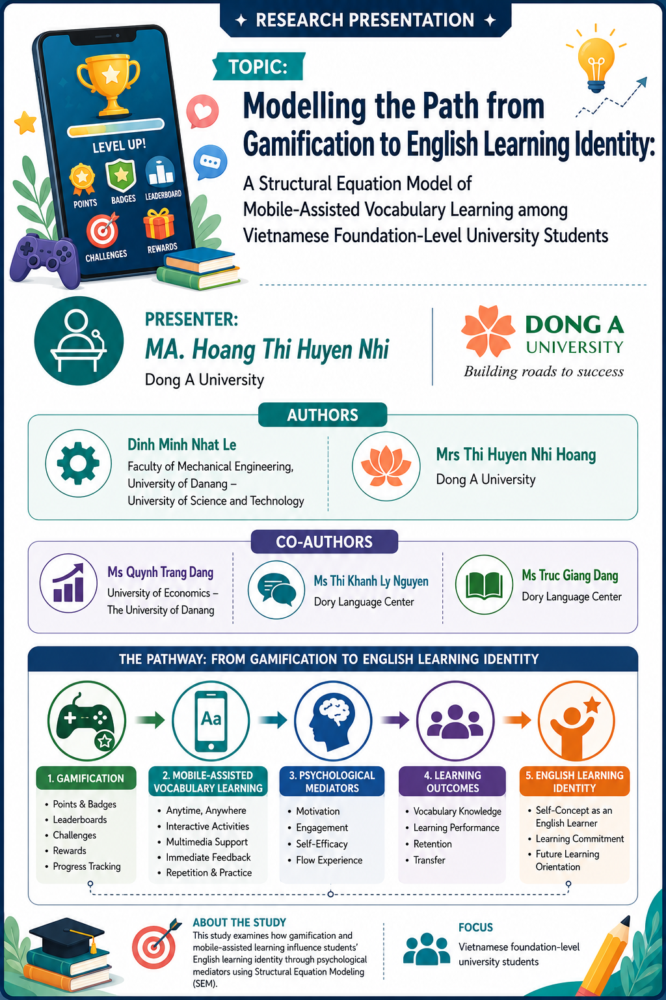 RESEARCH PRESENTATION
TOPIC:
Modelling the Path from
Gamification to English Learning Identity:
A Structural Equation Model of
Mobile-Assisted Vocabulary Learning among
Vietnamese Foundation-Level University Students
LEVEL UP!
POINTS
BADGES
LEADERBOARD
CHALLENGES
REWARDS
PRESENTER:
MA. Hoang Thi Huyen Nhi
Dong A University
DONG A
UNIVERSITY
Building roads to success
AUTHORS
Dinh Minh Nhat Le
Faculty of Mechanical Engineering,
University of Danang –
University of Science and Technology
Mrs Thi Huyen Nhi Hoang
Dong A University
CO-AUTHORS
Ms Quynh Trang Dang
University of Economics –
The University of Danang
Ms Thi Khanh Ly Nguyen
Dory Language Center
Ms Truc Giang Dang
Dory Language Center
THE PATHWAY: FROM GAMIFICATION TO ENGLISH LEARNING IDENTITY
Aa
1. GAMIFICATION
• Points & Badges
• Leaderboards
• Challenges
• Rewards
• Progress Tracking
2. MOBILE-ASSISTED
VOCABULARY LEARNING
• Anytime, Anywhere
• Interactive Activities
• Multimedia Support
• Immediate Feedback
• Repetition & Practice
3. PSYCHOLOGICAL
MEDIATORS
• Motivation
• Engagement
• Self-Efficacy
• Flow Experience
4. LEARNING
OUTCOMES
• Vocabulary Knowledge
• Learning Performance
• Retention
• Transfer
5. ENGLISH LEARNING
IDENTITY
• Self-Concept as an
English Learner
• Learning Commitment
• Future Learning
Orientation
ABOUT THE STUDY
This study examines how gamification and
mobile-assisted learning influence students'
English learning identity through psychological
mediators using Structural Equation Modeling
(SEM).
FOCUS
Vietnamese foundation-level
university students